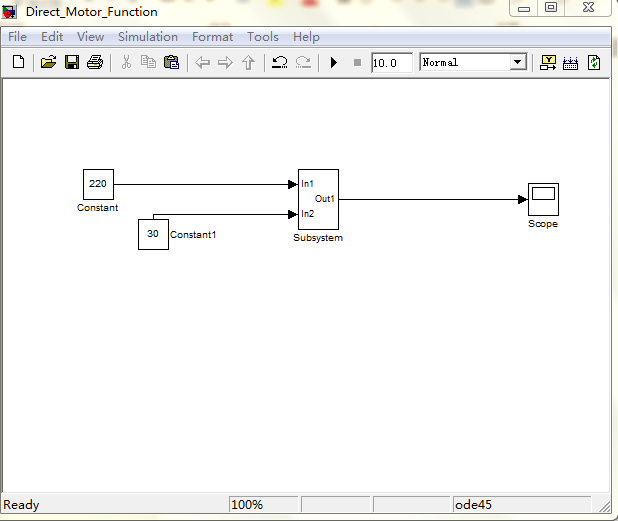 Direct_Motor_Function
File Edit View Simulation Format Tools Help
10.0 Normal
220
Constant
30
Constant1
In1
Out1
In2
Subsystem
Scope
Ready 100% ode45